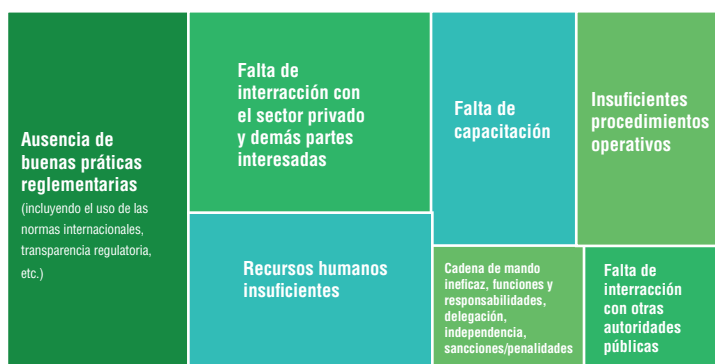 Ausencia de
buenas práticas
reglementarias
(incluyendo el uso de las
normas internacionales,
transparencia regulatoria,
etc.)
Falta de
interracción con
el sector privado
y demás partes
interesadas
Recursos humanos
insuficientes
Falta de
capacitación
Insuficientes
procedimientos
operativos
Cadena de mando
ineficaz, funciones y
responsabilidades,
delegación,
independencia,
sancciones/penalidades
Falta de
interracción
con otras
autoridades
públicas